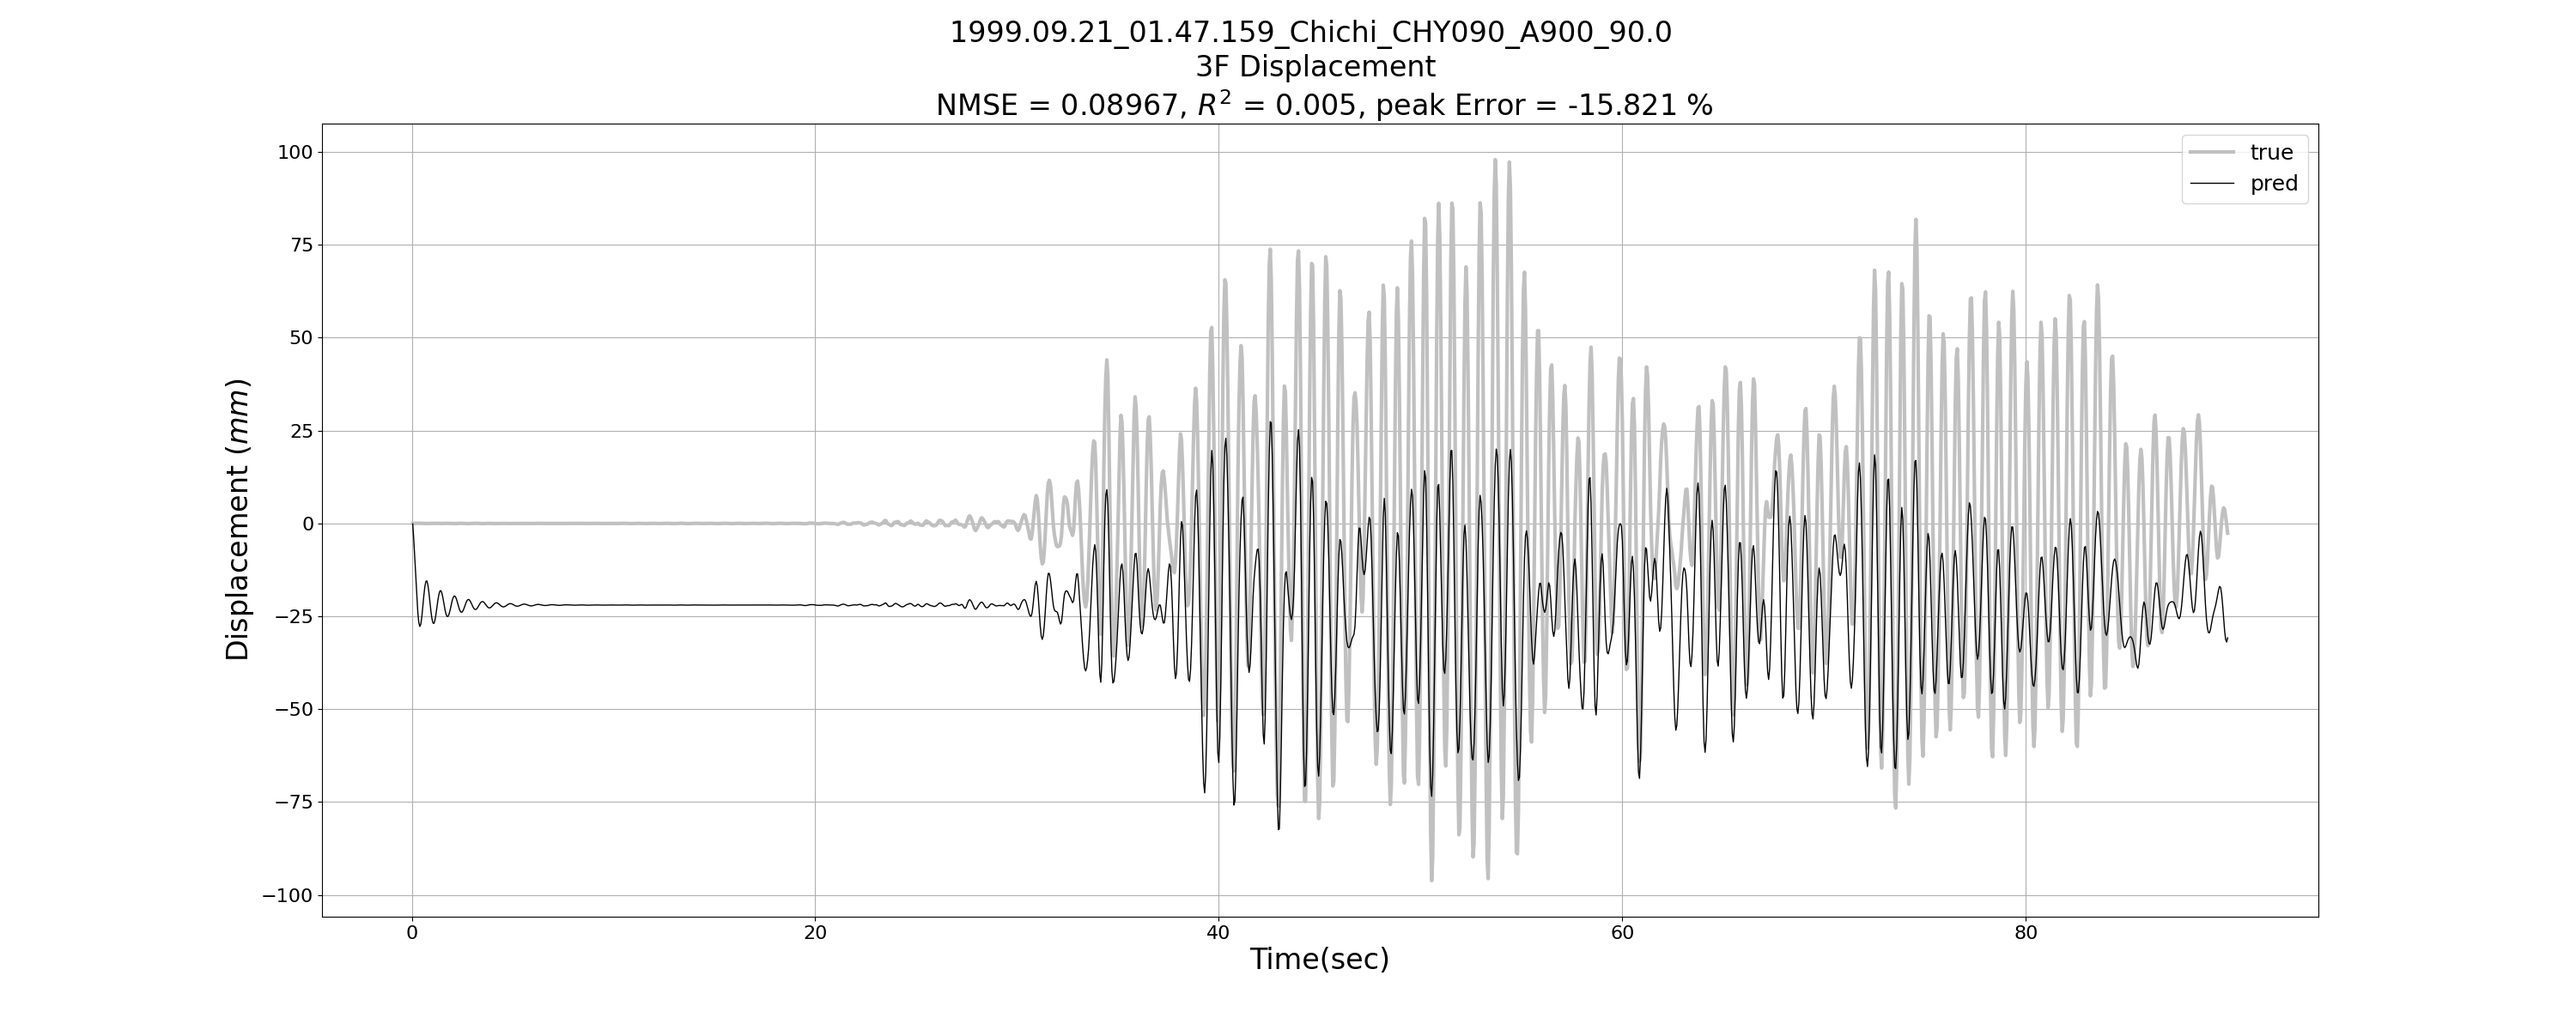 1999.09.21_01.47.159_Chichi_CHY090_A900_90.0
3F Displacement
NMSE = 0.08967, R² = 0.005, peak Error = -15.821 %
true
pred
100
75
50
25
0
−25
−50
−75
−100
Displacement (mm)
0 20 40 60 80
Time(sec)